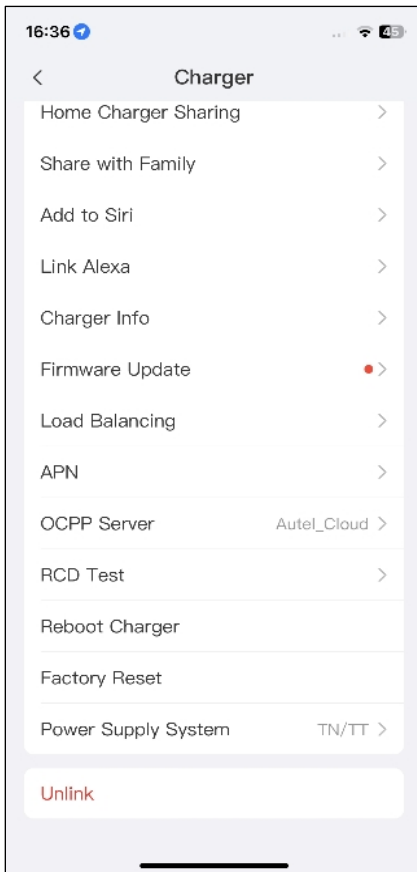 16:36
45
Charger
Home Charger Sharing
Share with Family
Add to Siri
Link Alexa
Charger Info
Firmware Update
Load Balancing
APN
OCPP Server Autel_Cloud
RCD Test
Reboot Charger
Factory Reset
Power Supply System TN/TT
Unlink